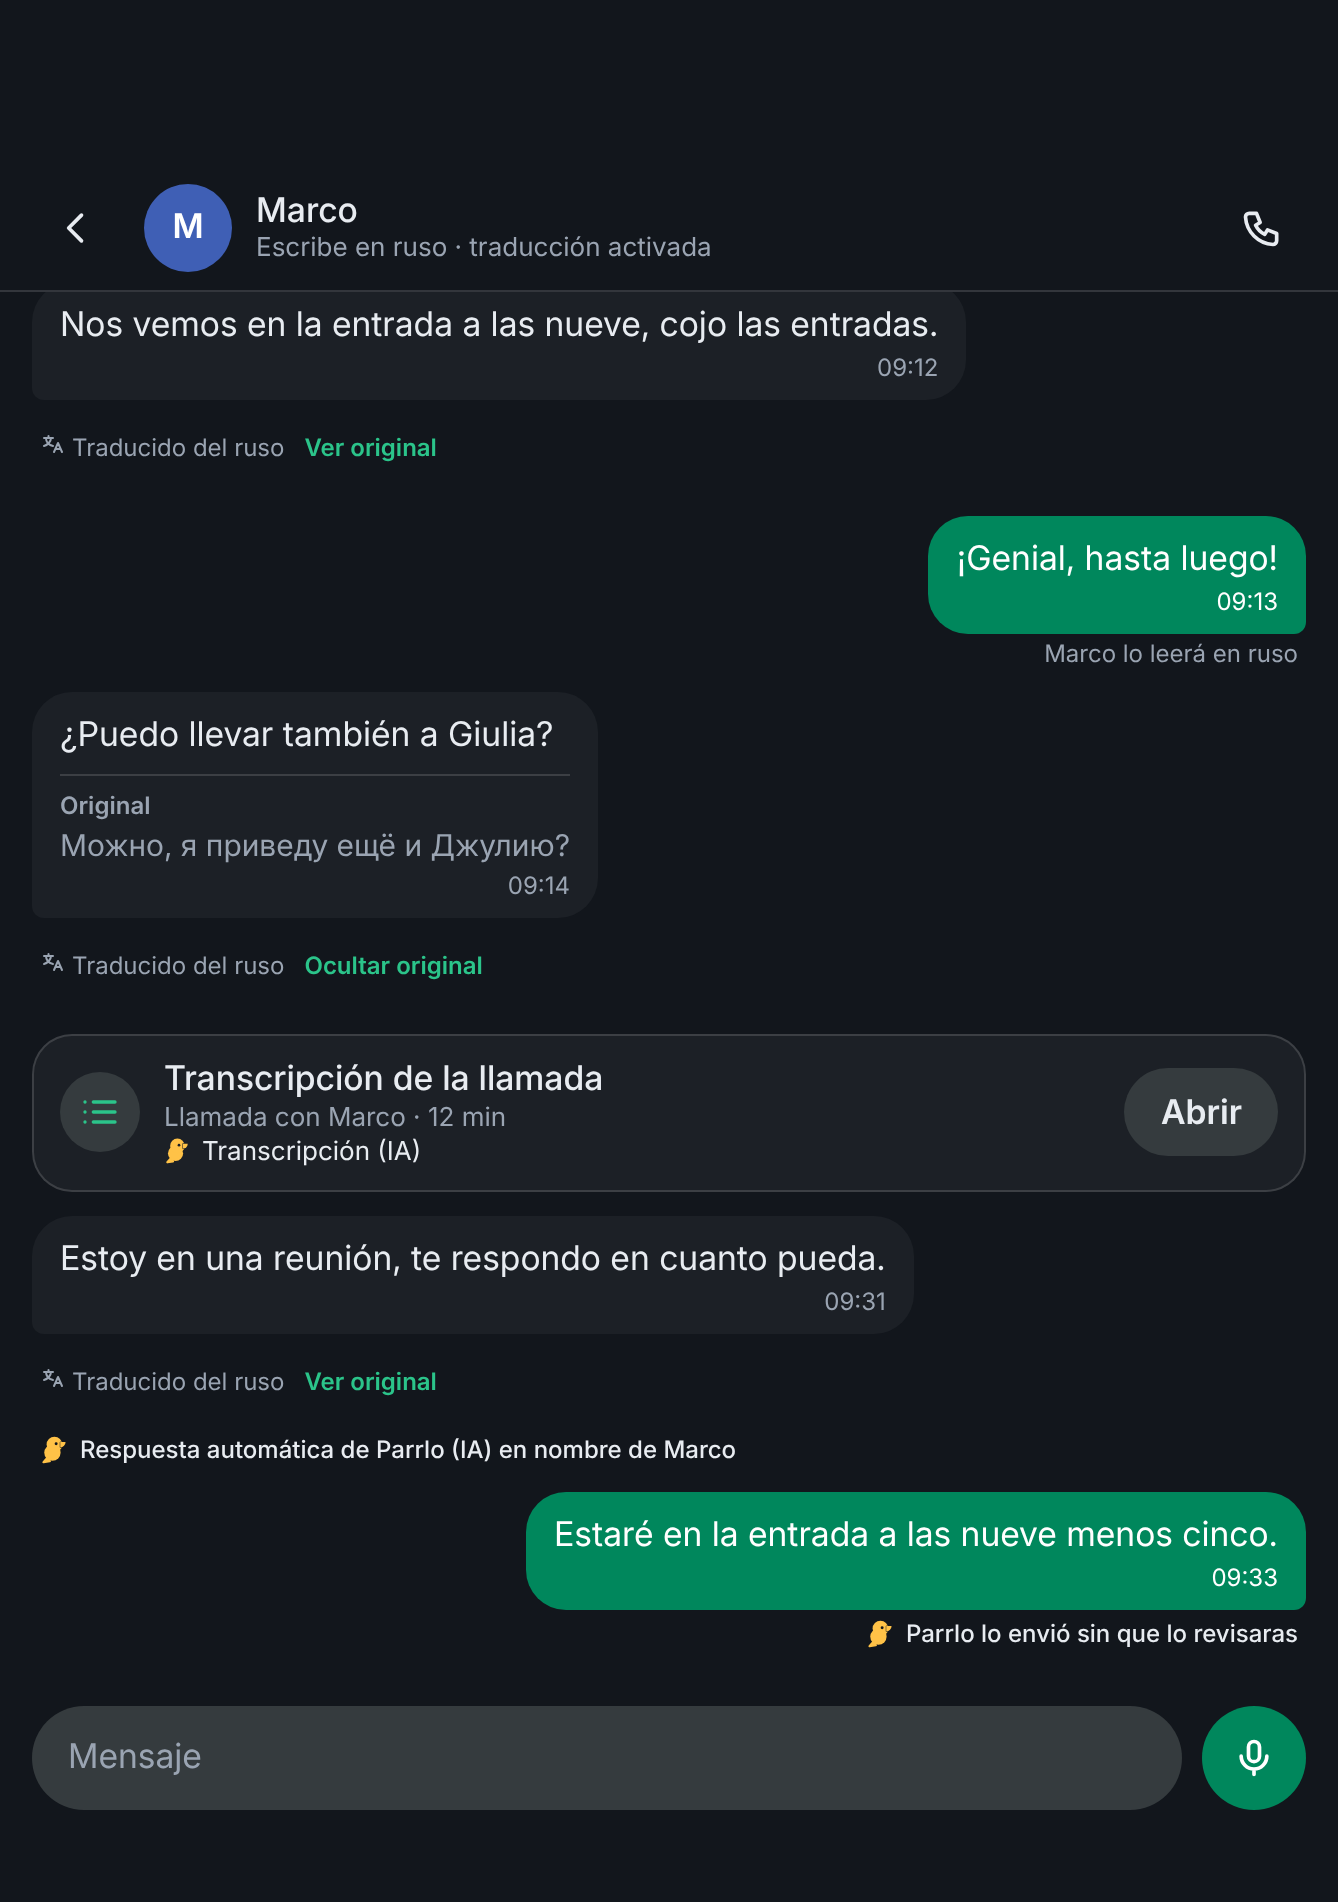 M
Marco
Escribe en ruso · traducción activada
Nos vemos en la entrada a las nueve, cojo las entradas.
09:12
Traducido del ruso Ver original
¡Genial, hasta luego!
09:13
Marco lo leerá en ruso
¿Puedo llevar también a Giulia?
Original
Можно, я приведу ещё и Джулию?
09:14
Traducido del ruso Ocultar original
Transcripción de la llamada
Llamada con Marco · 12 min
Transcripción (IA)
Abrir
Estoy en una reunión, te respondo en cuanto pueda.
09:31
Traducido del ruso Ver original
Respuesta automática de Parrlo (IA) en nombre de Marco
Estaré en la entrada a las nueve menos cinco.
09:33
Parrlo lo envió sin que lo revisaras
Mensaje